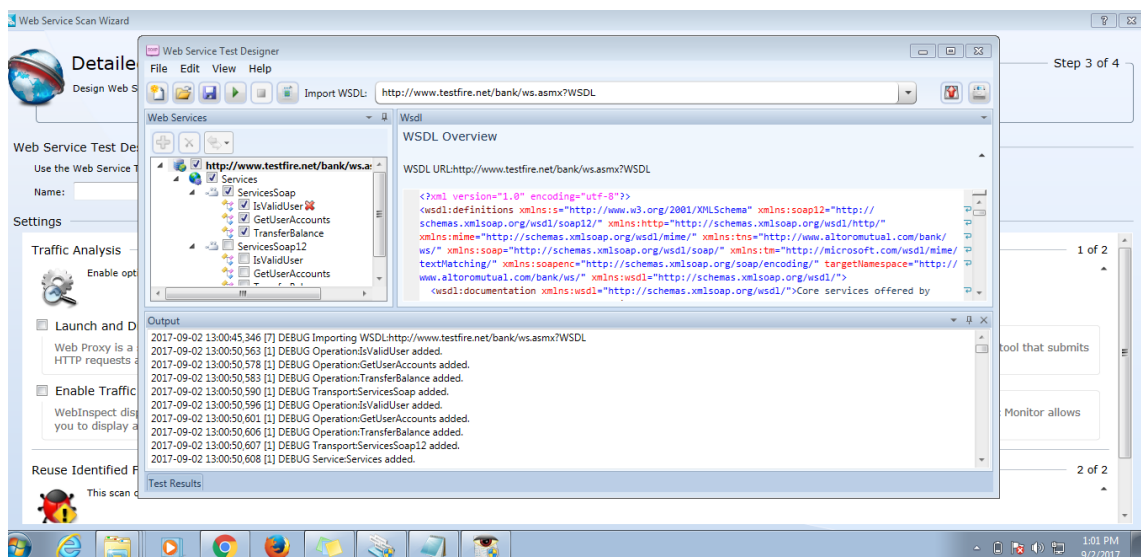 Web Service Scan Wizard
Detaile
Step 3 of 4
Design Web S
Web Service Test De
Use the Web Service T
Name:
Settings
Traffic Analysis
1 of 2
Enable opt
Launch and D
Web Proxy is a
tool that submits
HTTP requests a
Enable Traffic
WebInspect disp
Monitor allows
you to display a
Reuse Identified F
2 of 2
This scan c
Web Service Test Designer
File Edit View Help
Import WSDL: http://www.testfire.net/bank/ws.asmx?WSDL
Web Services
http://www.testfire.net/bank/ws.a
Services
ServicesSoap
IsValidUser
GetUserAccounts
TransferBalance
ServicesSoap12
IsValidUser
GetUserAccounts
Wsdl
WSDL Overview
WSDL URL:http://www.testfire.net/bank/ws.asmx?WSDL
<?xml version="1.0" encoding="utf-8"?>
<wsdl:definitions xmlns:s="http://www.w3.org/2001/XMLSchema" xmlns:soap12="http://
schemas.xmlsoap.org/wsdl/soap12/" xmlns:http="http://schemas.xmlsoap.org/wsdl/http/"
xmlns:mime="http://schemas.xmlsoap.org/wsdl/mime/" xmlns:tns="http://www.altoromutual.com/bank/
ws/" xmlns:soap="http://schemas.xmlsoap.org/wsdl/soap/" xmlns:tm="http://microsoft.com/wsdl/mime/
textMatching/" xmlns:soapenc="http://schemas.xmlsoap.org/soap/encoding/" targetNamespace="http://
www.altoromutual.com/bank/ws/" xmlns:wsdl="http://schemas.xmlsoap.org/wsdl/">
<wsdl:documentation xmlns:wsdl="http://schemas.xmlsoap.org/wsdl/">Core services offered by
Output
2017-09-02 13:00:45,346 [7] DEBUG Importing WSDL:http://www.testfire.net/bank/ws.asmx?WSDL
2017-09-02 13:00:50,563 [1] DEBUG Operation:IsValidUser added.
2017-09-02 13:00:50,578 [1] DEBUG Operation:GetUserAccounts added.
2017-09-02 13:00:50,583 [1] DEBUG Operation:TransferBalance added.
2017-09-02 13:00:50,590 [1] DEBUG Transport:ServicesSoap added.
2017-09-02 13:00:50,596 [1] DEBUG Operation:IsValidUser added.
2017-09-02 13:00:50,601 [1] DEBUG Operation:GetUserAccounts added.
2017-09-02 13:00:50,606 [1] DEBUG Operation:TransferBalance added.
2017-09-02 13:00:50,607 [1] DEBUG Transport:ServicesSoap12 added.
2017-09-02 13:00:50,608 [1] DEBUG Service:Services added.
Test Results
1:01 PM
9/2/2017